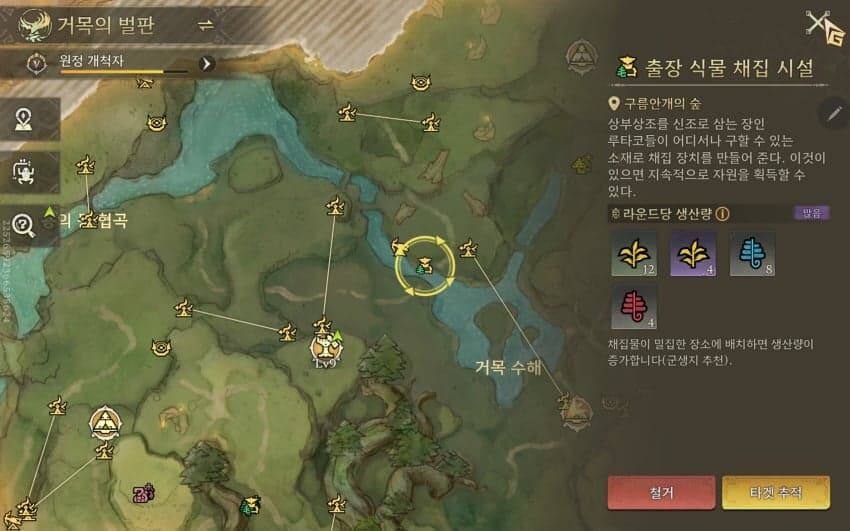 거목의 벌판
원정 개척자
V
출장 식물 채집 시설
구름안개의 숲
상부상조를 신조로 삼는 장인
루타코들이 어디서나 구할 수 있는
소재로 채집 장치를 만들어 준다. 이것이
있으면 지속적으로 자원을 획득할 수
있다.
라운드당 생산량
많음
12
4
8
4
채집물이 밀집한 장소에 배치하면 생산량이
증가합니다(군생지 추천).
협곡
Lv9
거목 수해
철거
타겟 추적